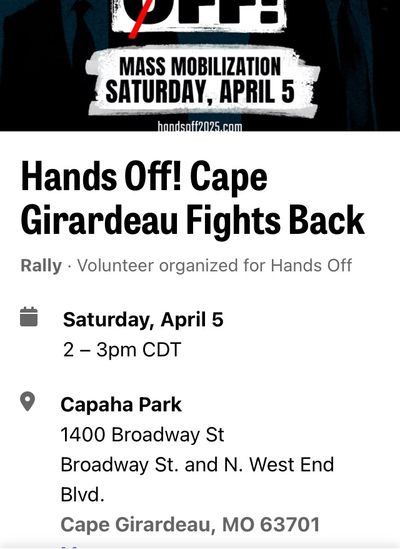 OFF!
MASS MOBILIZATION
SATURDAY, APRIL 5
handsoff2025.com
Hands Off! Cape
Girardeau Fights Back
Rally · Volunteer organized for Hands Off
Saturday, April 5
2 – 3pm CDT
Capaha Park
1400 Broadway St
Broadway St. and N. West End
Blvd.
Cape Girardeau, MO 63701